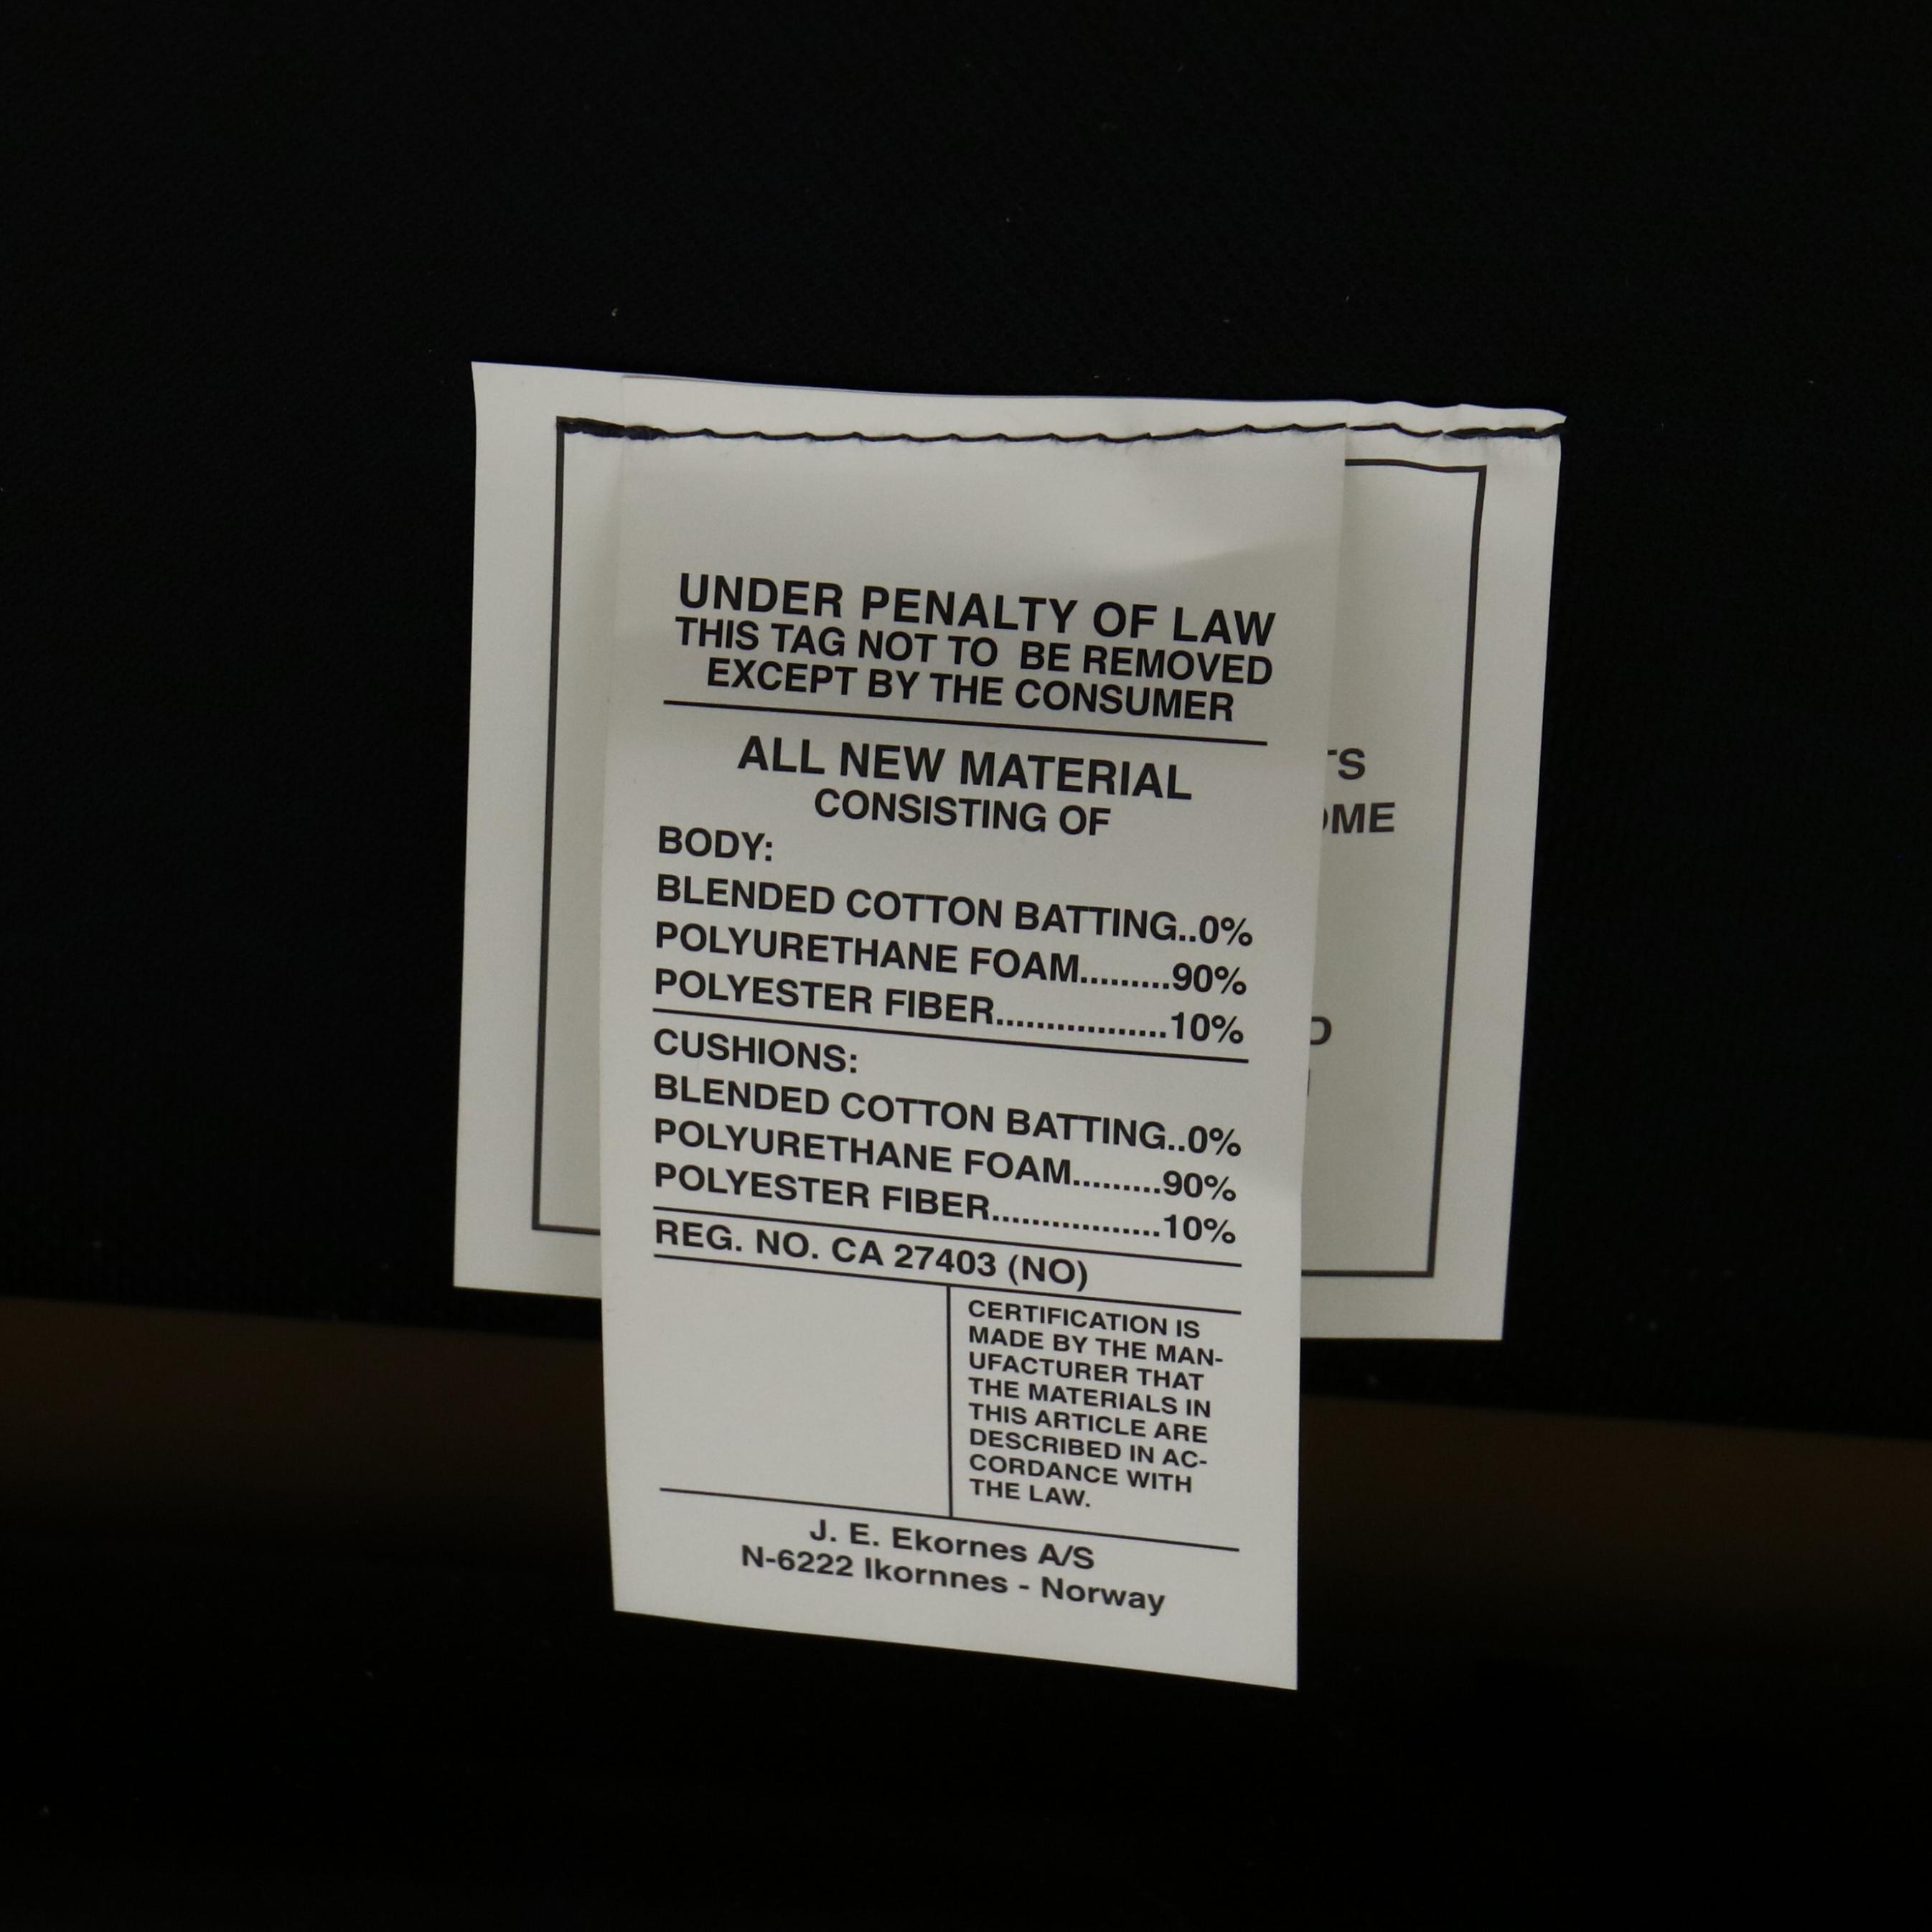 UNDER PENALTY OF LAW
THIS TAG NOT TO BE REMOVED
EXCEPT BY THE CONSUMER
ALL NEW MATERIAL
CONSISTING OF
BODY:
BLENDED COTTON BATTING..0%
POLYURETHANE FOAM.........90%
POLYESTER FIBER.................10%
CUSHIONS:
BLENDED COTTON BATTING..0%
POLYURETHANE FOAM.........90%
POLYESTER FIBER.................10%
REG. NO. CA 27403 (NO)
CERTIFICATION IS
MADE BY THE MAN-
UFACTURER THAT
THE MATERIALS IN
THIS ARTICLE ARE
DESCRIBED IN AC-
CORDANCE WITH
THE LAW.
J. E. Ekornes A/S
N-6222 Ikornnes - Norway